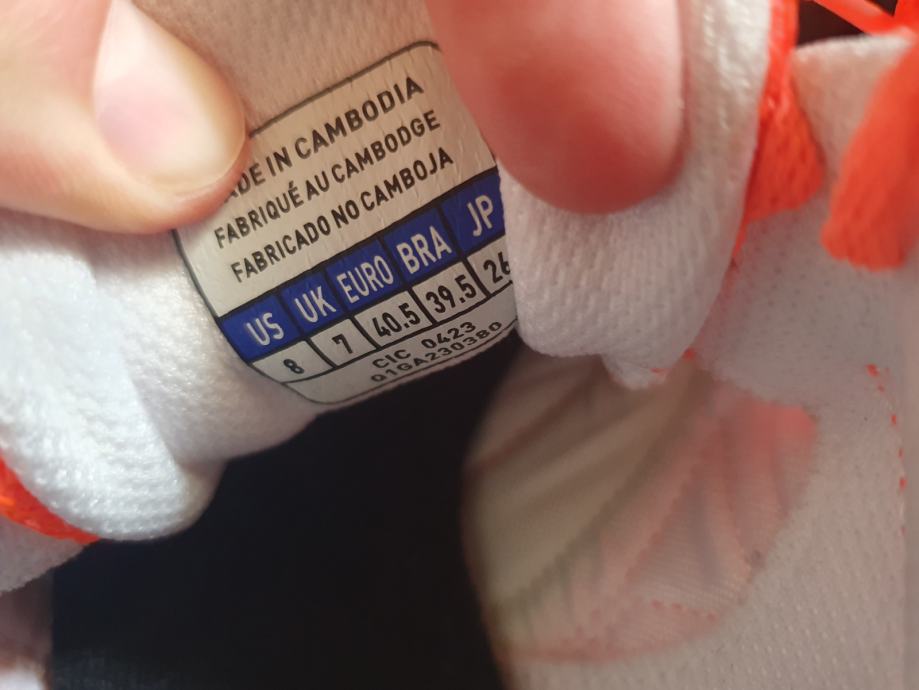 ADE IN CAMBODIA
FABRIQUÉ AU CAMBODGE
FABRICADO NO CAMBOJA
US UK EURO BRA JP
8 7 40.5 39.5 26
CIC 0423
Q1GA230380